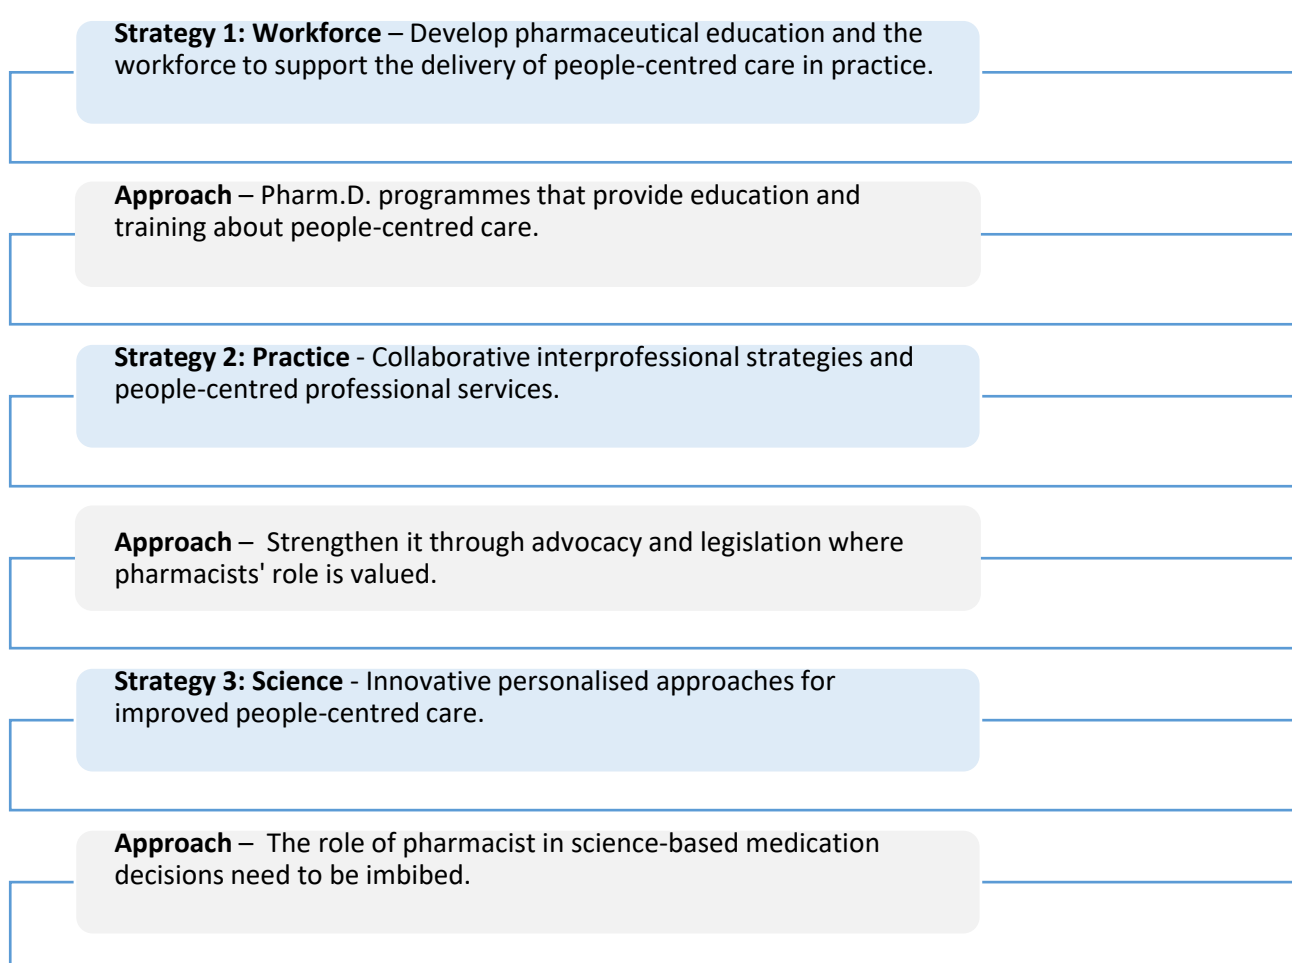 Strategy 1: Workforce – Develop pharmaceutical education and the
workforce to support the delivery of people-centred care in practice.
Approach – Pharm.D. programmes that provide education and
training about people-centred care.
Strategy 2: Practice - Collaborative interprofessional strategies and
people-centred professional services.
Approach –  Strengthen it through advocacy and legislation where
pharmacists' role is valued.
Strategy 3: Science - Innovative personalised approaches for
improved people-centred care.
Approach –  The role of pharmacist in science-based medication
decisions need to be imbibed.